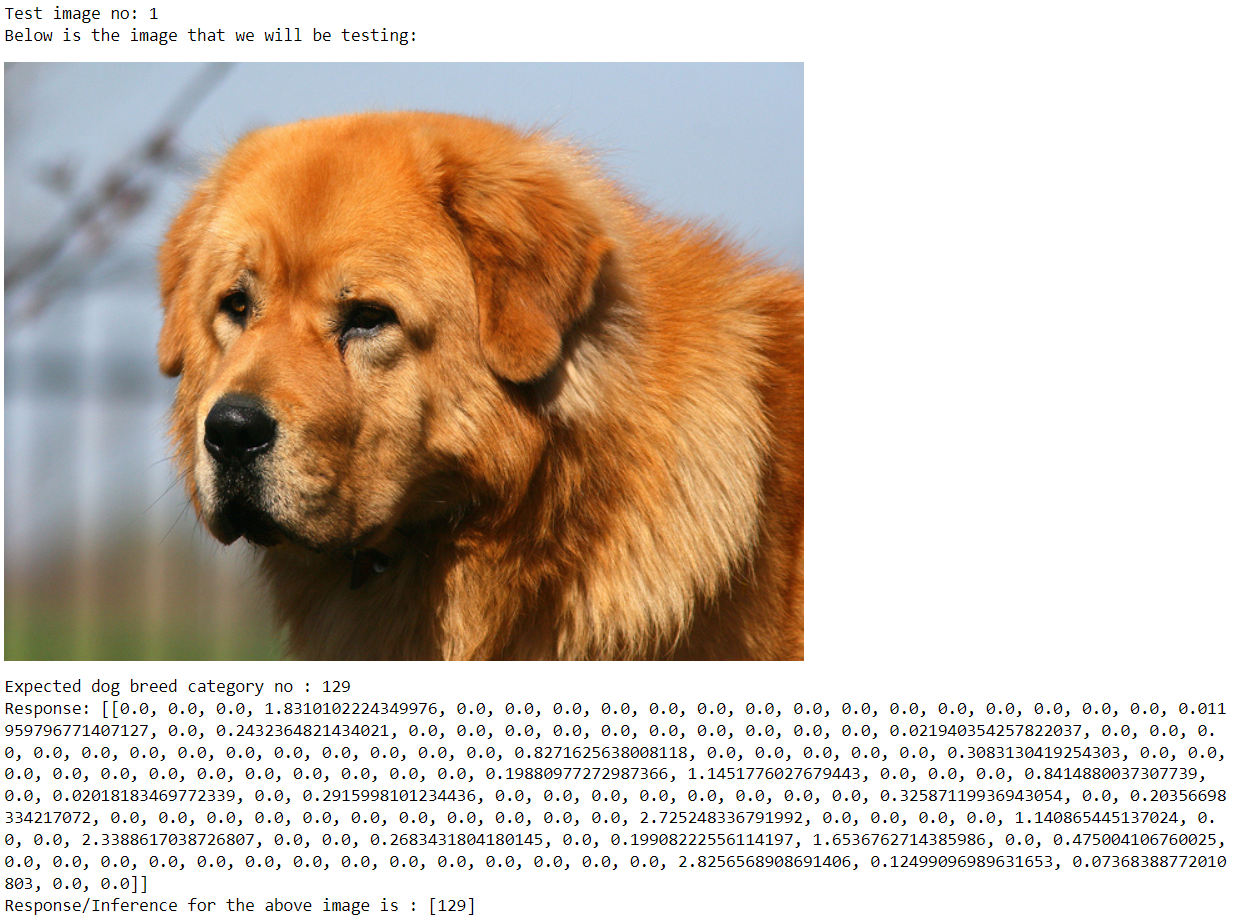 Test image no: 1
Below is the image that we will be testing:
Expected dog breed category no : 129
Response: [[0.0, 0.0, 0.0, 1.8310102224349976, 0.0, 0.0, 0.0, 0.0, 0.0, 0.0, 0.0, 0.0, 0.0, 0.0, 0.0, 0.0, 0.0, 0.0, 0.0, 0.011
959796771407127, 0.0, 0.2432364821434021, 0.0, 0.0, 0.0, 0.0, 0.0, 0.0, 0.0, 0.0, 0.0, 0.0, 0.021940354257822037, 0.0, 0.0, 0.
0, 0.0, 0.0, 0.0, 0.0, 0.0, 0.0, 0.0, 0.0, 0.0, 0.0, 0.8271625638008118, 0.0, 0.0, 0.0, 0.0, 0.3083130419254303, 0.0, 0.0,
0.0, 0.0, 0.0, 0.0, 0.0, 0.0, 0.0, 0.0, 0.0, 0.0, 0.19880977272987366, 1.1451776027679443, 0.0, 0.0, 0.0, 0.8414880037307739,
0.0, 0.02018183469772339, 0.0, 0.2915998101234436, 0.0, 0.0, 0.0, 0.0, 0.0, 0.0, 0.0, 0.0, 0.32587119936943054, 0.0, 0.20356698
334217072, 0.0, 0.0, 0.0, 0.0, 0.0, 0.0, 0.0, 0.0, 0.0, 0.0, 0.0, 2.725248336791992, 0.0, 0.0, 0.0, 0.0, 1.140865445137024, 0.
0, 0.0, 2.3388617038726807, 0.0, 0.0, 0.2683431804180145, 0.0, 0.19908222556114197, 1.6536762714385986, 0.0, 0.475004106760025,
0.0, 0.0, 0.0, 0.0, 0.0, 0.0, 0.0, 0.0, 0.0, 0.0, 0.0, 0.0, 0.0, 0.0, 2.8256568908691406, 0.12499096989631653, 0.07368388772010
803, 0.0, 0.0]]
Response/Inference for the above image is : [129]